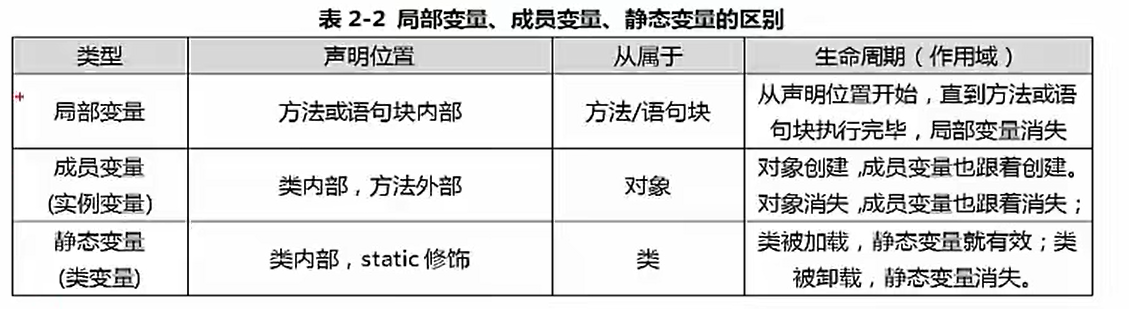 表 2-2 局部变量、成员变量、静态变量的区别
类型 声明位置 从属于 生命周期（作用域）
局部变量 方法或语句块内部 方法/语句块 从声明位置开始，直到方法或语
句块执行完毕，局部变量消失
成员变量
(实例变量) 类内部，方法外部 对象 对象创建,成员变量也跟着创建。
对象消失,成员变量也跟着消失；
静态变量
(类变量) 类内部，static 修饰 类 类被加载，静态变量就有效；类
被卸载，静态变量消失。